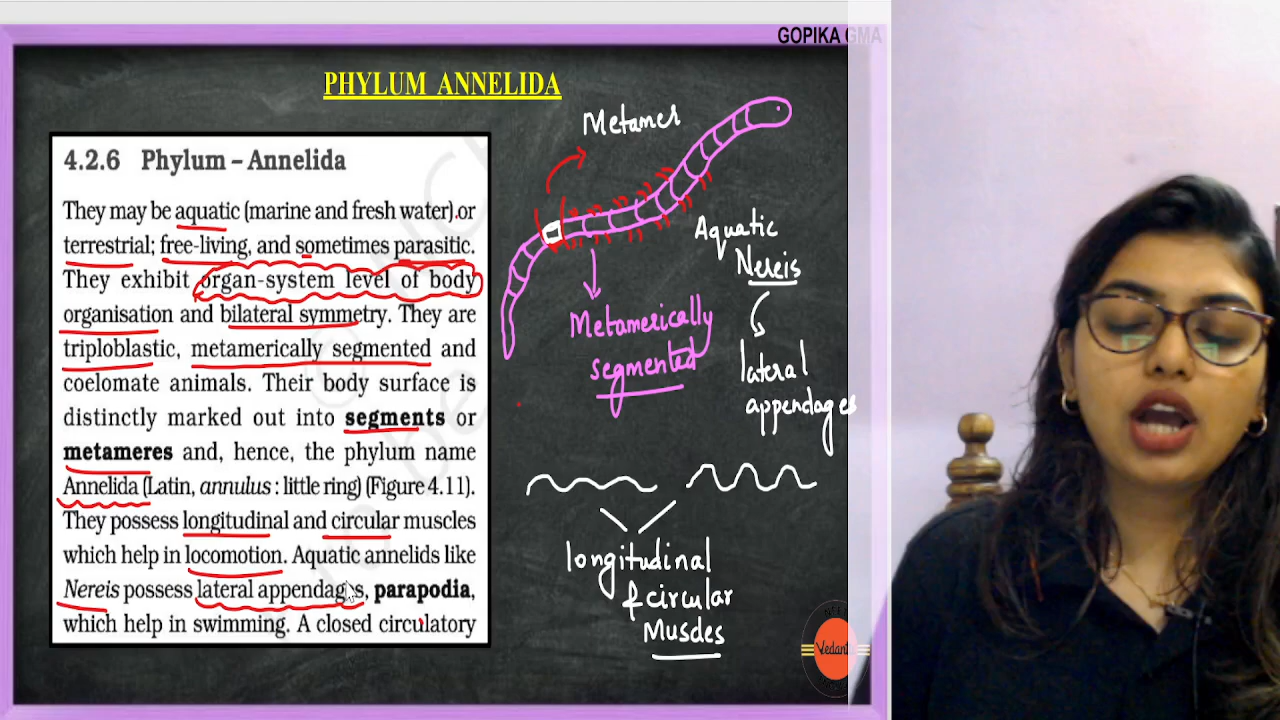 GOPIKA GMA
PHYLUM ANNELIDA
4.2.6 Phylum – Annelida
They may be aquatic (marine and fresh water) or
terrestrial; free-living, and sometimes parasitic.
They exhibit organ-system level of body
organisation and bilateral symmetry. They are
triploblastic, metamerically segmented and
coelomate animals. Their body surface is
distinctly marked out into segments or
metameres and, hence, the phylum name
Annelida (Latin, annulus : little ring) (Figure 4.11).
They possess longitudinal and circular muscles
which help in locomotion. Aquatic annelids like
Nereis possess lateral appendages, parapodia,
which help in swimming. A closed circulatory
Metamer
Aquatic
Nereis
lateral
appendages
Metamerically
segmented
longitudinal
& circular
Muscles